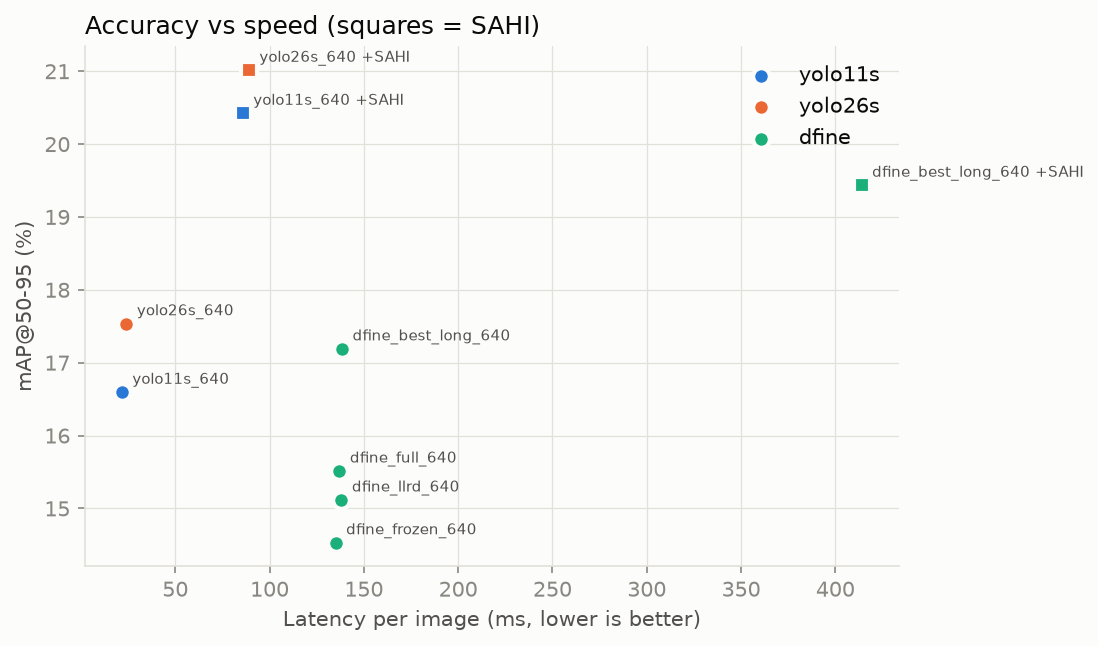 Accuracy vs speed (squares = SAHI)
yolo26s_640 +SAHI
yolo11s_640 +SAHI
yolo11s
yolo26s
dfine
dfine_best_long_640 +SAHI
yolo26s_640
dfine_best_long_640
yolo11s_640
dfine_full_640
dfine_llrd_640
dfine_frozen_640
mAP@50-95 (%)
21
20
19
18
17
16
15
50 100 150 200 250 300 350 400
Latency per image (ms, lower is better)